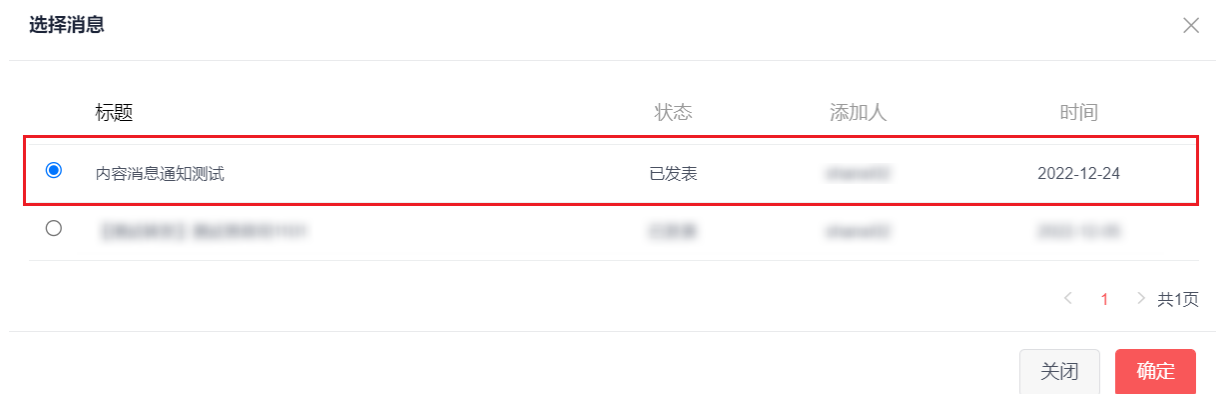 选择消息
标题 状态 添加人 时间
内容消息通知测试 已发表 2022-12-24
1 共1页
关闭 确定